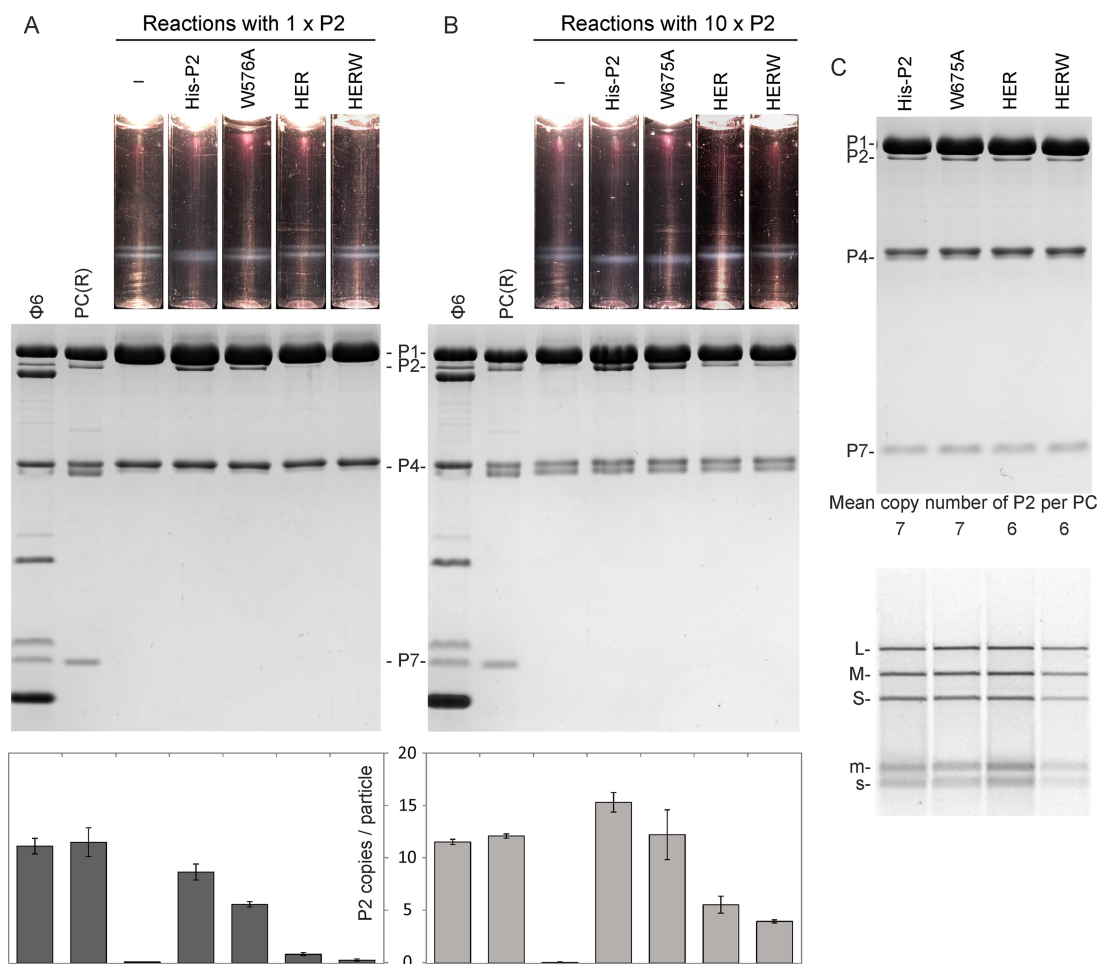 A
Reactions with 1 x P2
Φ6
PC(R)
–
His-P2
W576A
HER
HERW
- P1-
- P2-
- P4-
- P7-
B
Reactions with 10 x P2
Φ6
PC(R)
–
His-P2
W675A
HER
HERW
P2 copies / particle
20
15
10
5
0
C
His-P2
W675A
HER
HERW
P1-
P2-
P4-
P7-
Mean copy number of P2 per PC
7 7 6 6
L-
M-
S-
m-
s-